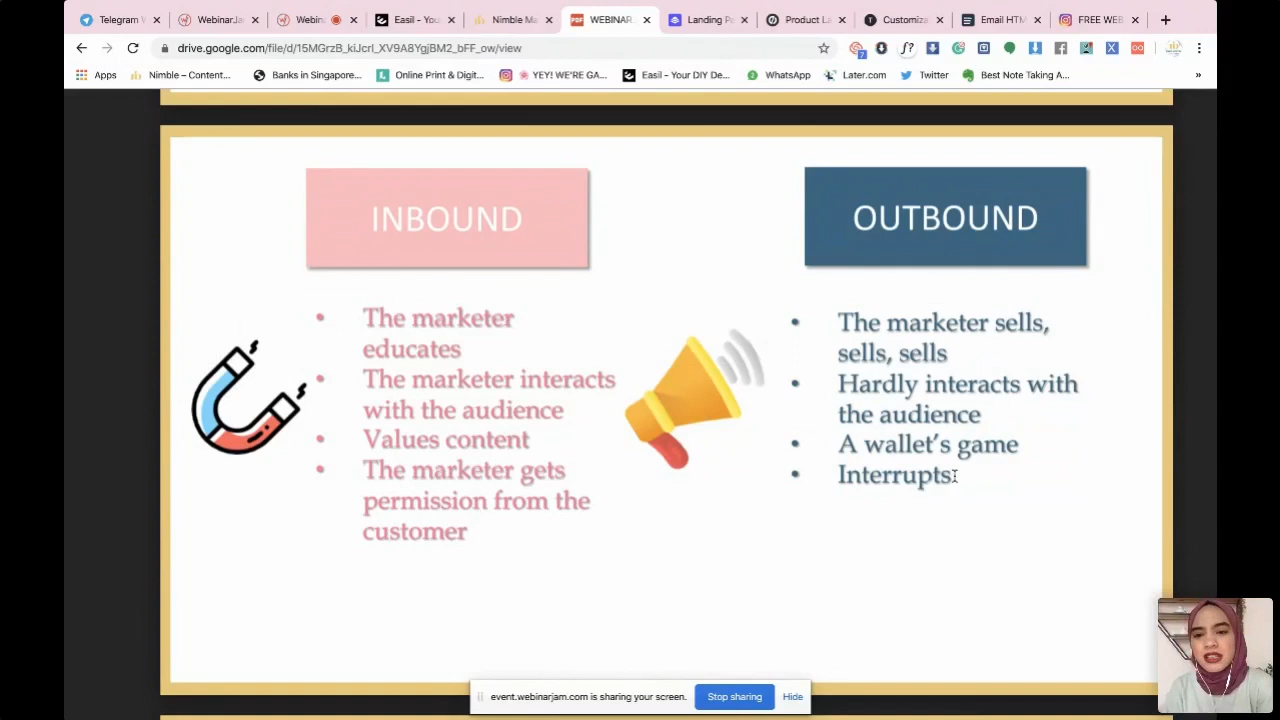 Telegram W
WebinarJa
Webin
Easil - You
Nimble Ma
WEBINAR
Landing Pa
Product La
Customiza
Email HTM
FREE WEB
drive.google.com/file/d/15MGrzB_kiJcrl_XV9A8YgjBM2_bFF_ow/view
Apps
Nimble – Content...
Banks in Singapore...
Online Print & Digit...
YEY! WE'RE GA...
Easil - Your DIY De...
WhatsApp
Later.com
Twitter
Best Note Taking A...
»
INBOUND
OUTBOUND
• The marketer
educates
• The marketer interacts
with the audience
• Values content
• The marketer gets
permission from the
customer
• The marketer sells,
sells, sells
• Hardly interacts with
the audience
• A wallet's game
• Interrupts
event.webinarjam.com is sharing your screen.
Stop sharing
Hide